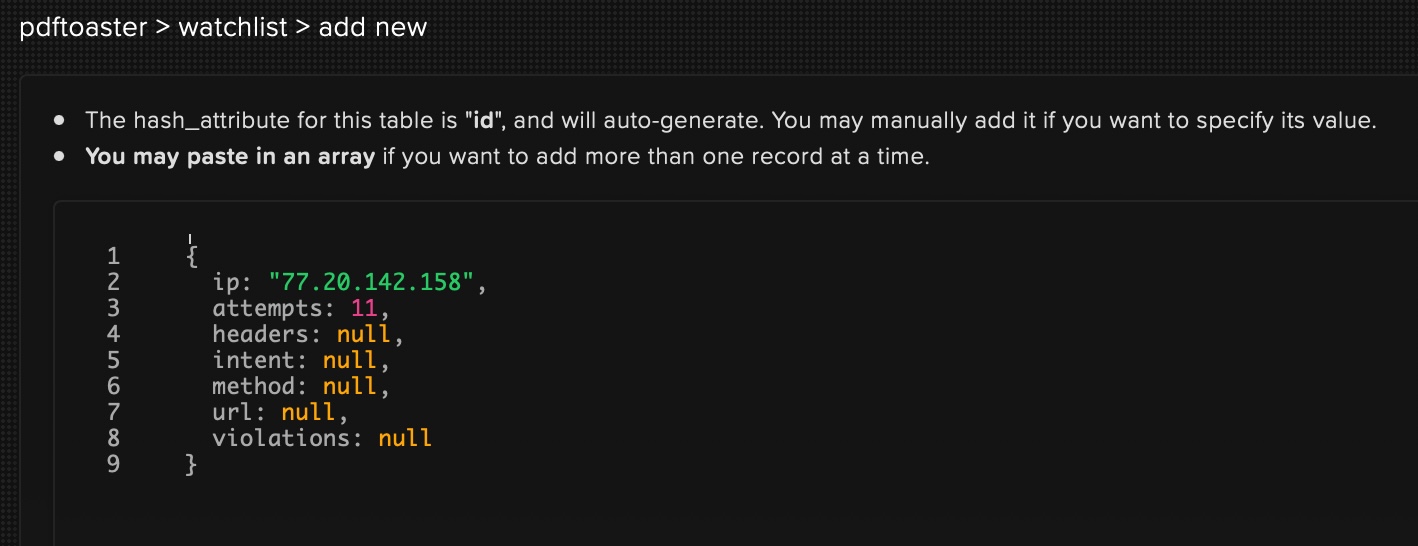 pdftoaster > watchlist > add new
• The hash_attribute for this table is "id", and will auto-generate. You may manually add it if you want to specify its value.
• You may paste in an array if you want to add more than one record at a time.
1 {
2 ip: "77.20.142.158",
3 attempts: 11,
4 headers: null,
5 intent: null,
6 method: null,
7 url: null,
8 violations: null
9 }